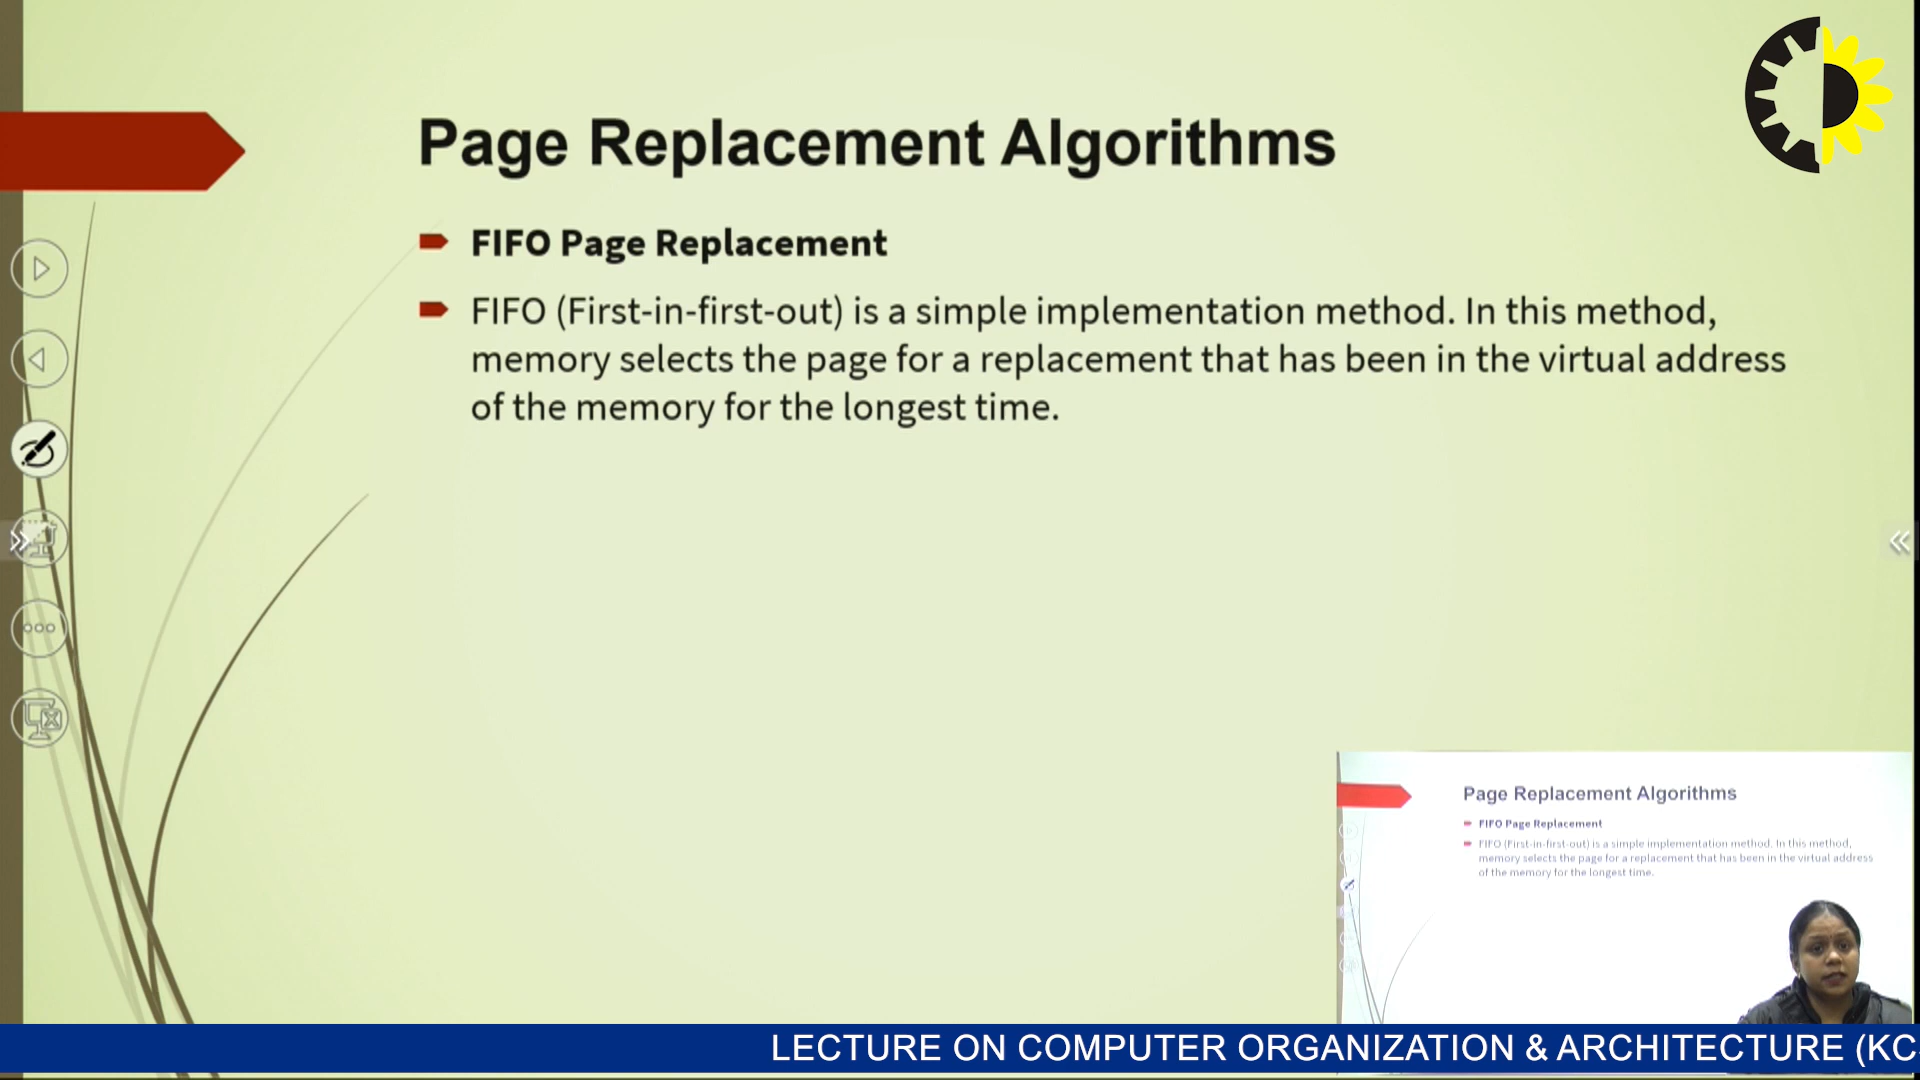 Page Replacement Algorithms
FIFO Page Replacement
FIFO (First-in-first-out) is a simple implementation method. In this method,
memory selects the page for a replacement that has been in the virtual address
of the memory for the longest time.
Page Replacement Algorithms
FIFO Page Replacement
FIFO (First-in-first-out) is a simple implementation method. In this method,
memory selects the page for a replacement that has been in the virtual address
of the memory for the longest time.
LECTURE ON COMPUTER ORGANIZATION & ARCHITECTURE (KC